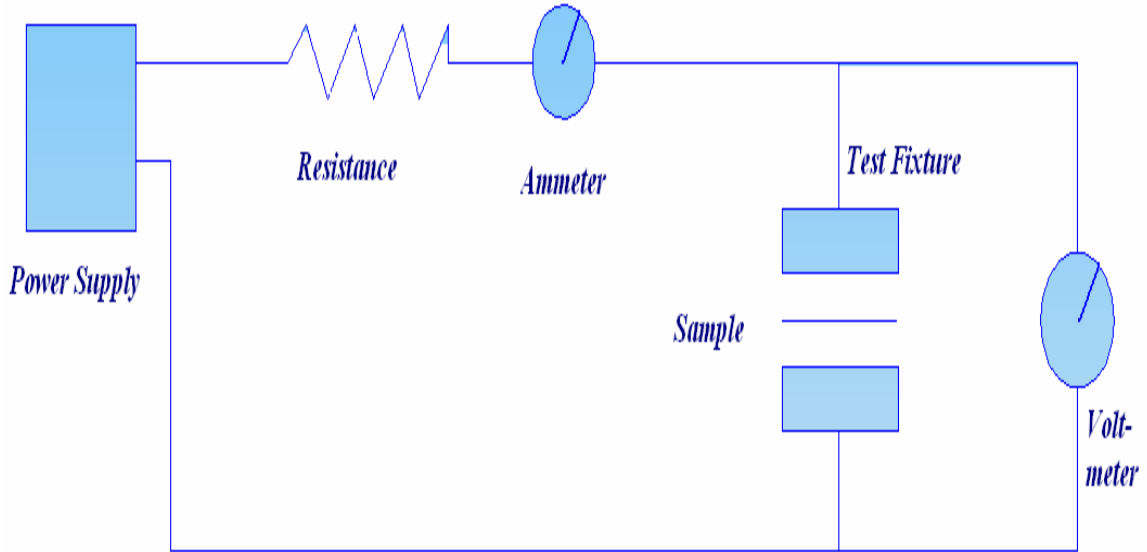 Resistance
Ammeter
Test Fixture
Power Supply
Sample
Volt-
meter